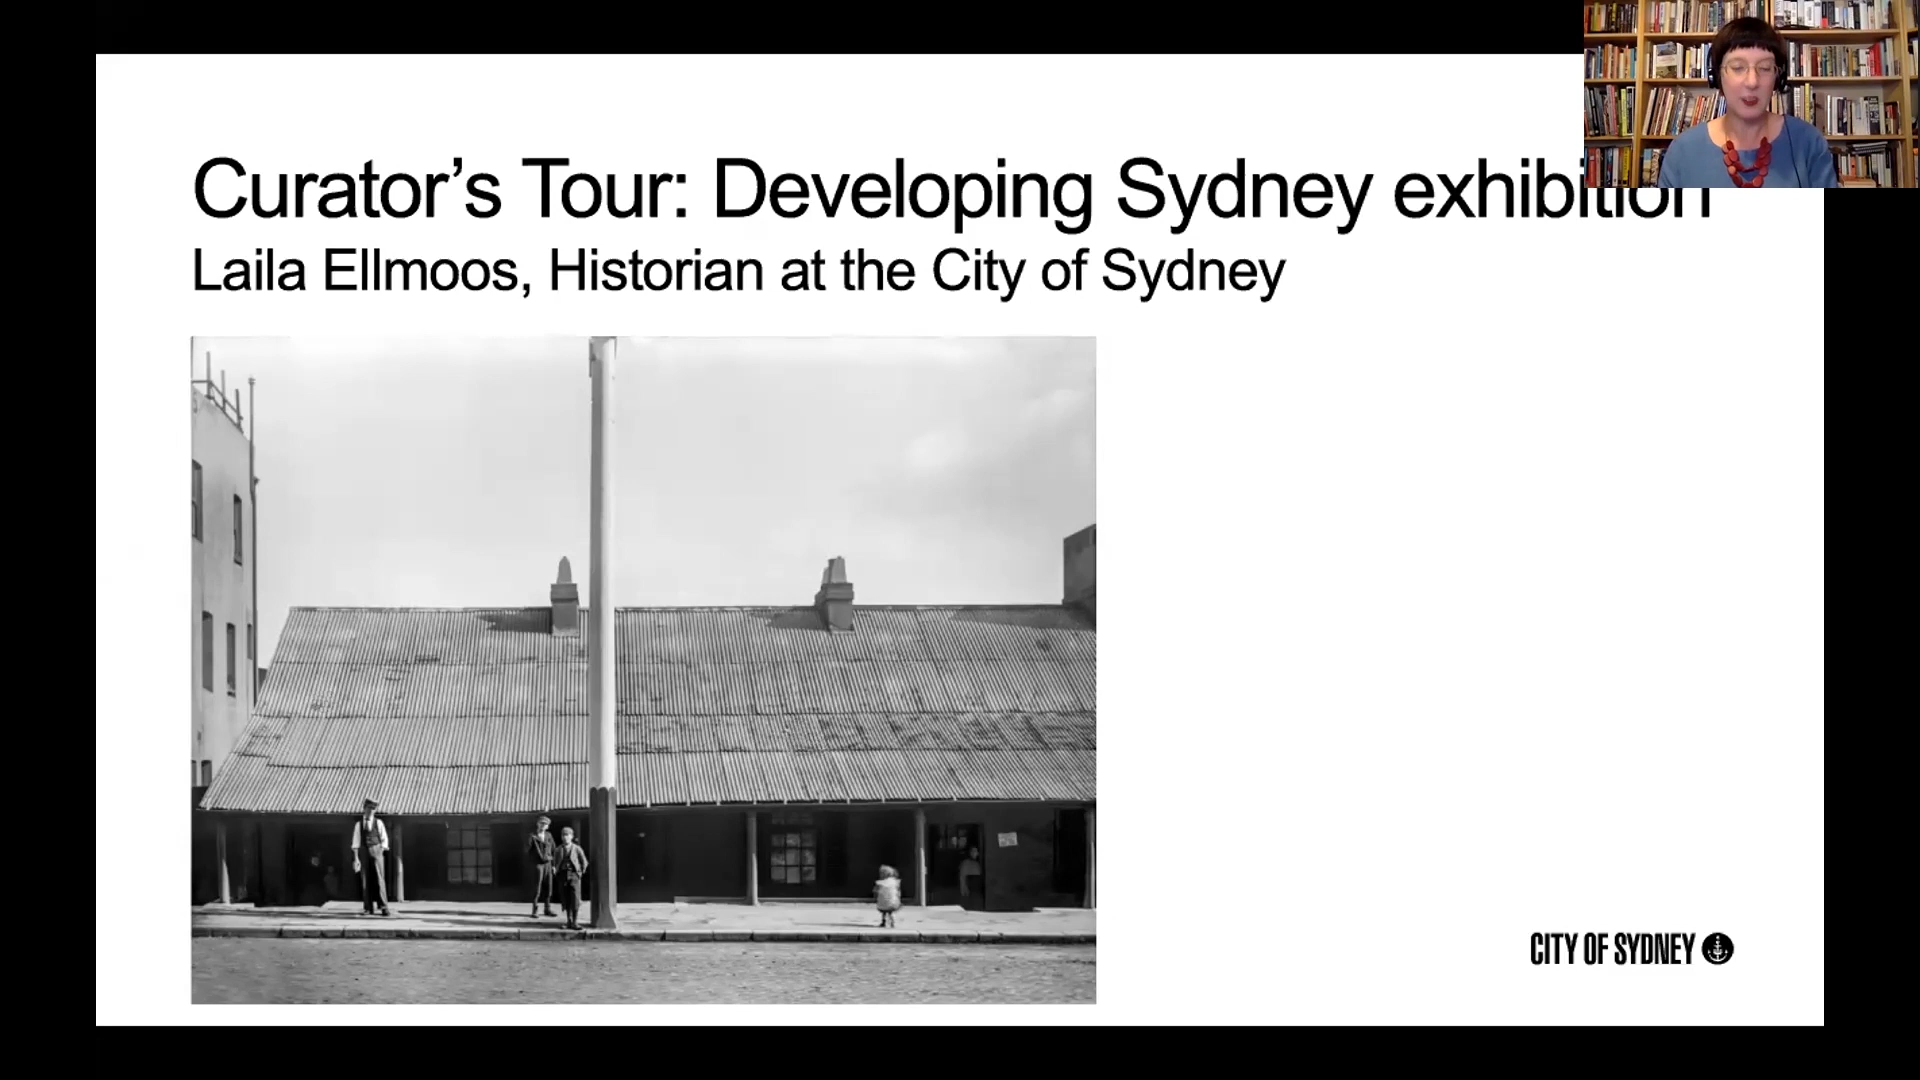 Curator’s Tour: Developing Sydney exhibition
Laila Ellmoos, Historian at the City of Sydney
CITY OF SYDNEY